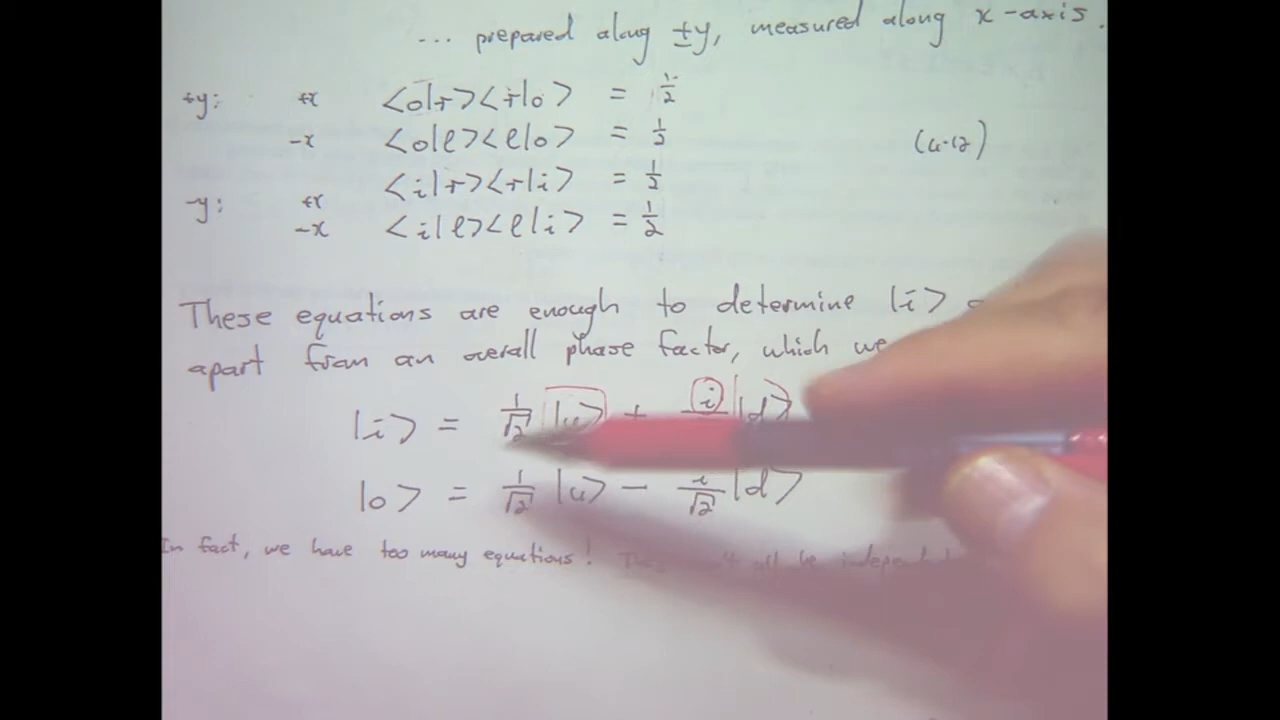 ... prepared along ±y, measured along x-axis.
+y: +x <o|r><r|o> = 1/2
-x <o|l><l|o> = 1/2 (4.12)
<i|r><r|i> = 1/2
-y: +x
-x <i|l><l|i> = 1/2
These equations are enough to determine |i>
apart from an overall phase factor, which we
|i> = 1/√2 |u> + i |d>
|o> = 1/√2 |u> - i/√2 |d>
In fact, we have too many equations! all be